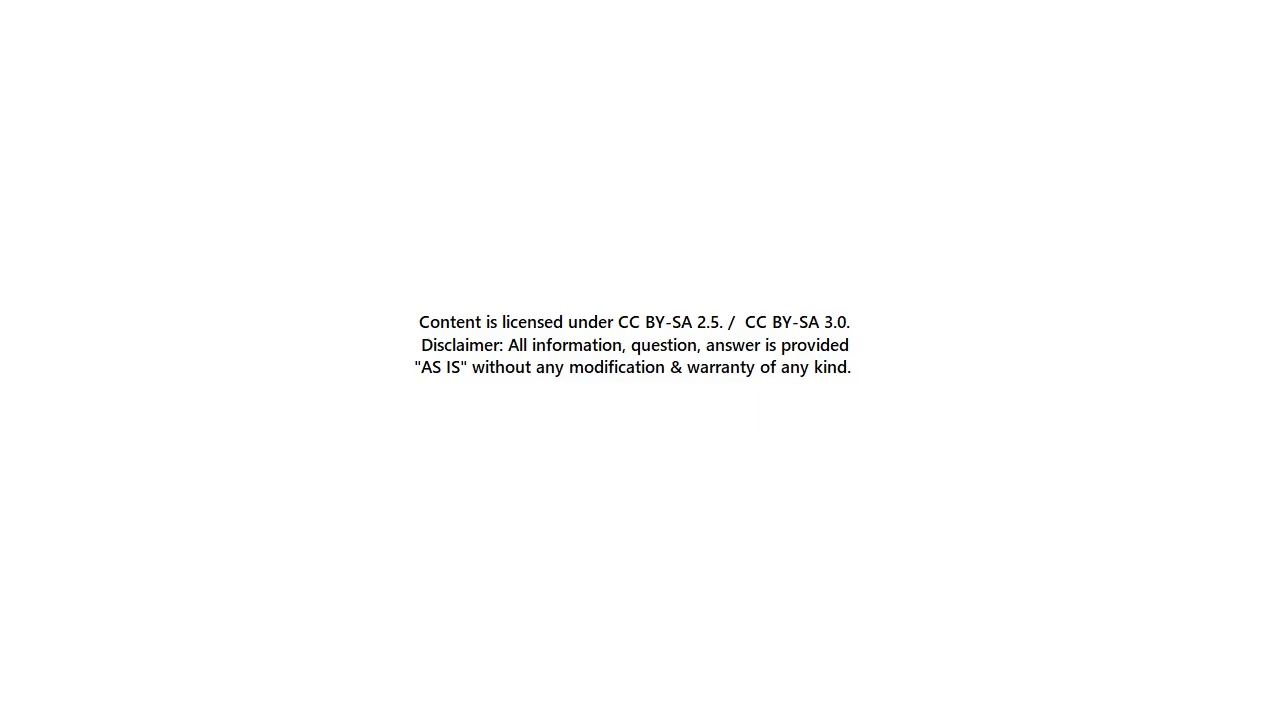 Content is licensed under CC BY-SA 2.5. /  CC BY-SA 3.0.
Disclaimer: All information, question, answer is provided
"AS IS" without any modification & warranty of any kind.